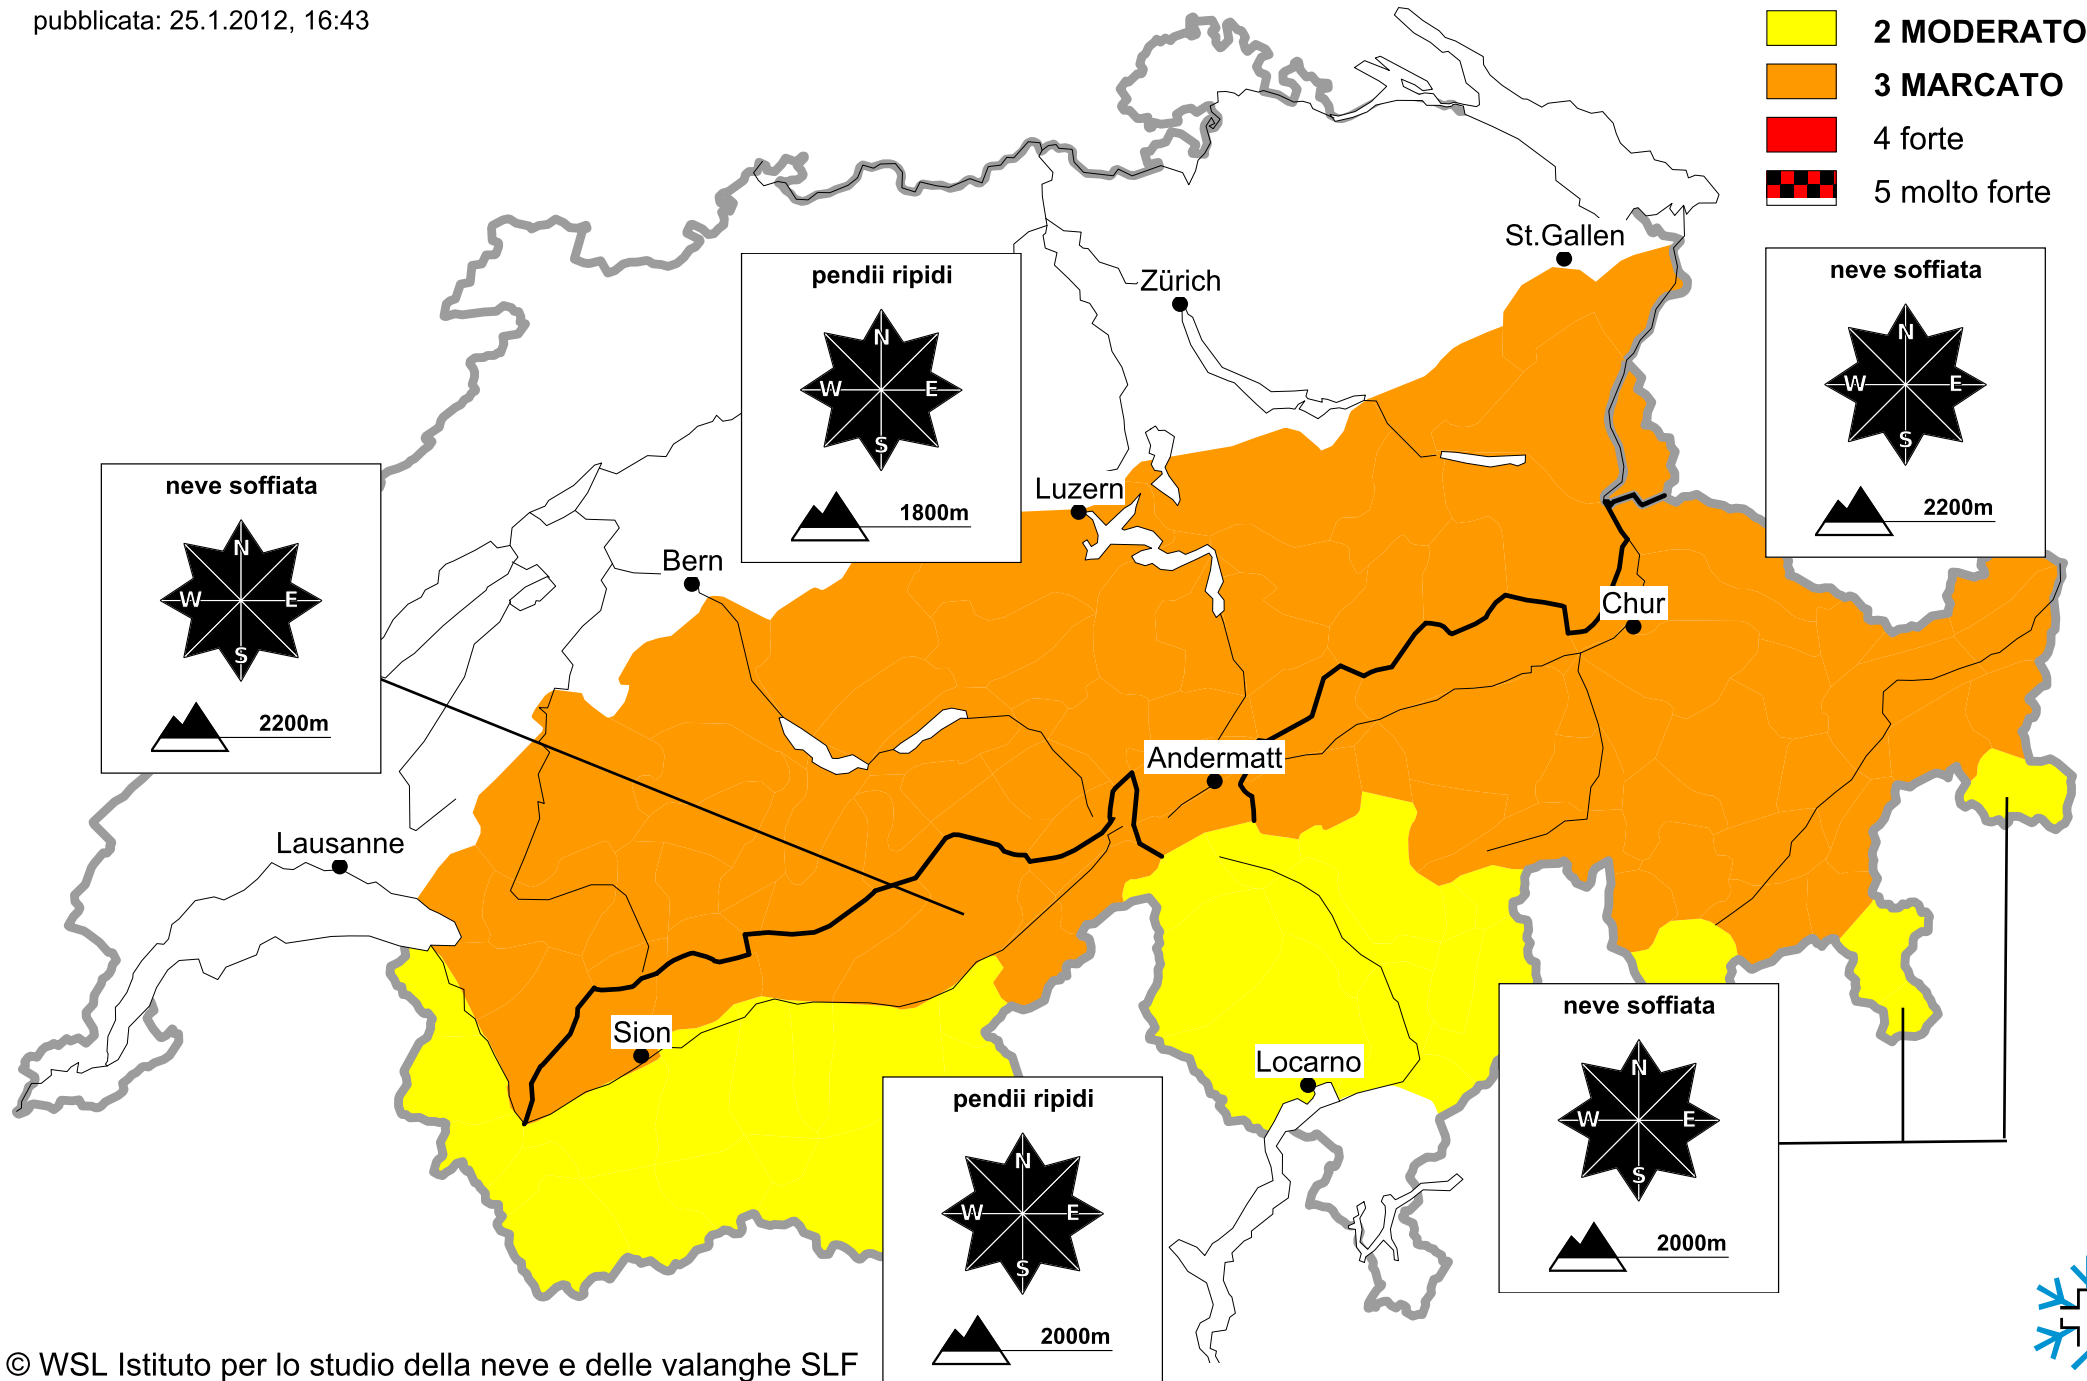 pubblicata: 25.1.2012, 16:43
2 MODERATO
3 MARCATO
4 forte
5 molto forte
St.Gallen
Zürich
pendii ripidi
N
W
E
S
1800m
neve soffiata
N
W
E
S
2200m
neve soffiata
N
W
E
S
2200m
Luzern
Bern
Chur
Andermatt
Lausanne
Sion
Locarno
neve soffiata
N
W
E
S
2000m
pendii ripidi
N
W
E
S
2000m
© WSL Istituto per lo studio della neve e delle valanghe SLF